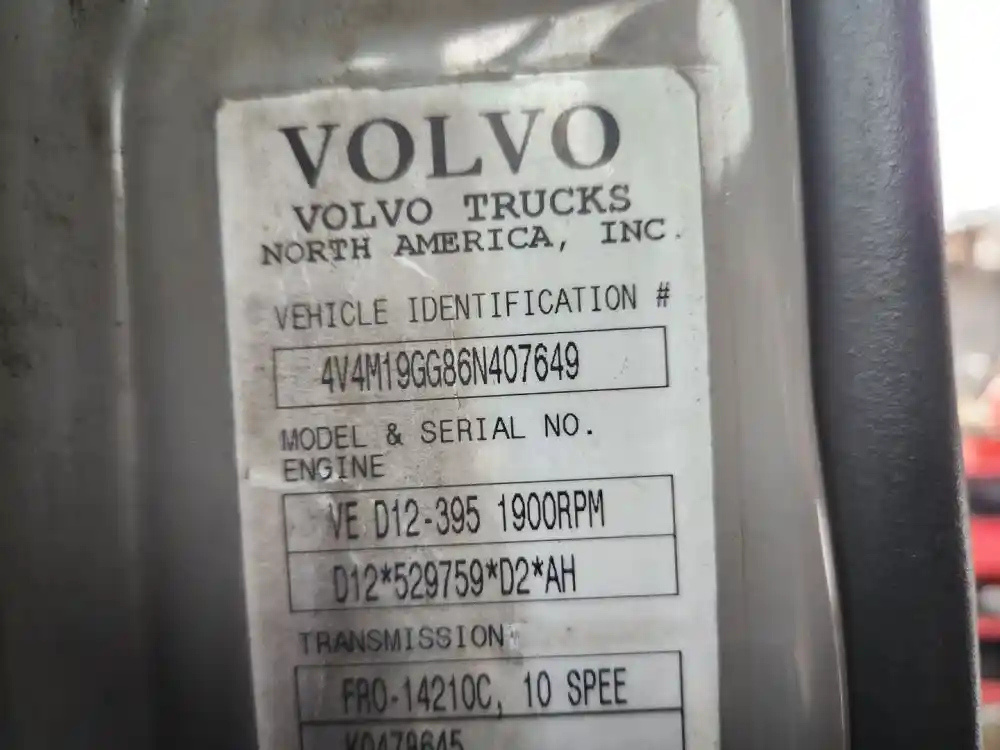 VOLVO
VOLVO TRUCKS
NORTH AMERICA, INC.
VEHICLE IDENTIFICATION #
4V4M19GG86N407649
MODEL & SERIAL NO.
ENGINE
VE D12-395 1900RPM
D12*529759*D2*AH
TRANSMISSION
FRO-14210C, 10 SPEE
K0479645